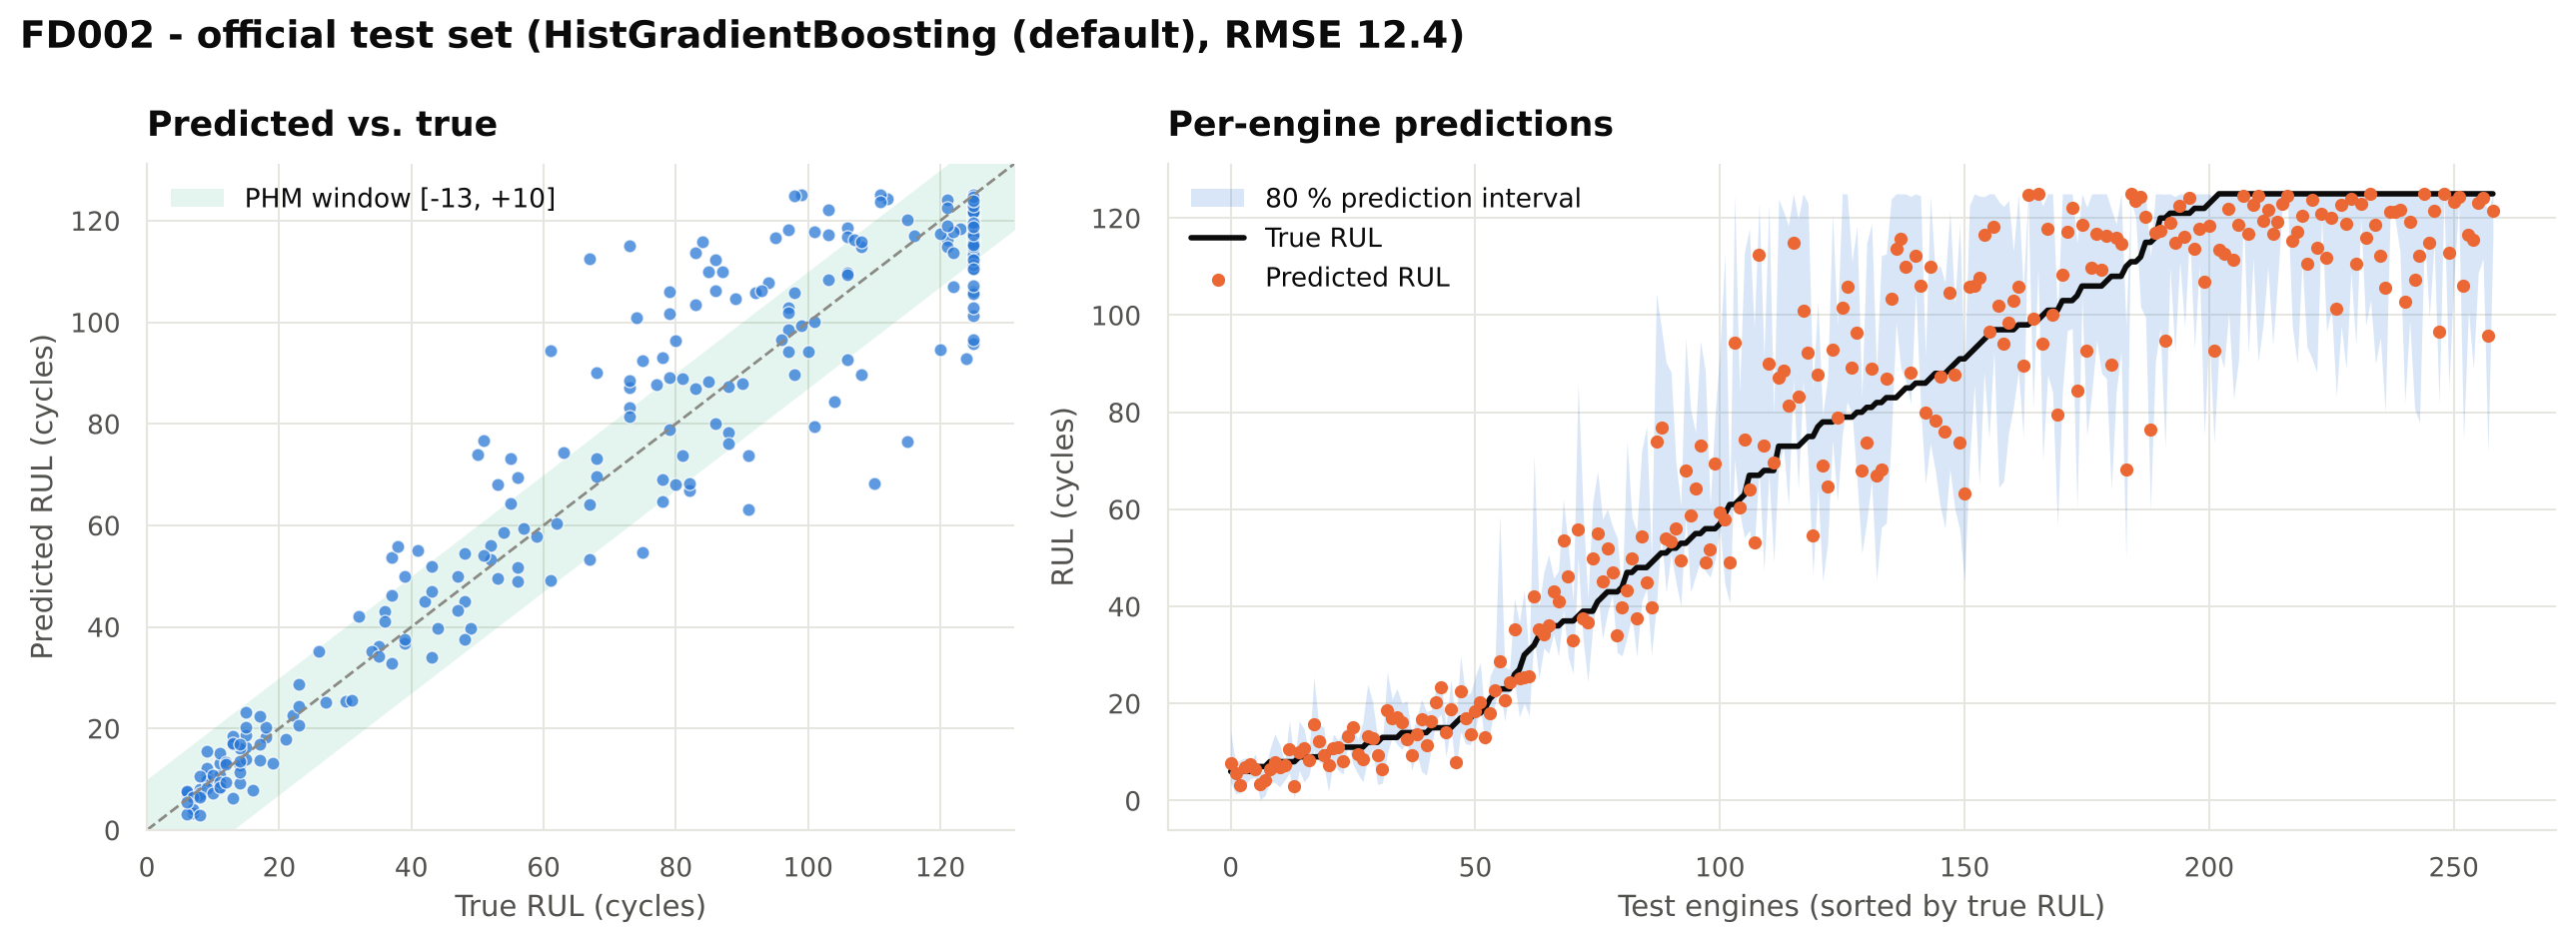 FD002 - official test set (HistGradientBoosting (default), RMSE 12.4)
Predicted vs. true
PHM window [-13, +10]
Predicted RUL (cycles)
120
100
80
60
40
20
0
0 20 40 60 80 100 120
True RUL (cycles)
Per-engine predictions
80 % prediction interval
True RUL
Predicted RUL
RUL (cycles)
120
100
80
60
40
20
0
0 50 100 150 200 250
Test engines (sorted by true RUL)